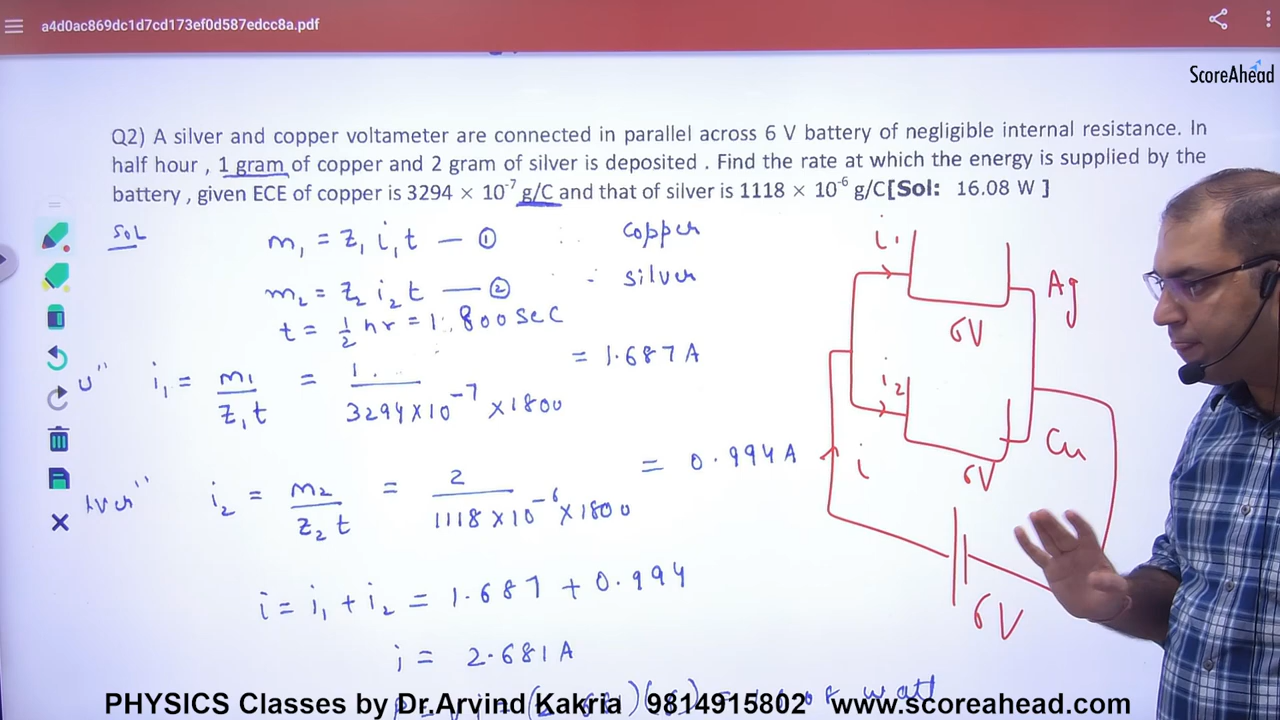 a4d0ac869dc1d7cd173ef0d587edcc8a.pdf
ScoreAhead
Q2) A silver and copper voltameter are connected in parallel across 6 V battery of negligible internal resistance. In
half hour , 1 gram of copper and 2 gram of silver is deposited . Find the rate at which the energy is supplied by the
battery , given ECE of copper is 3294 × 10⁻⁷ g/C and that of silver is 1118 × 10⁻⁶ g/C[Sol: 16.08 W ]
SOL
m₁ = Z₁ i₁ t — ① copper
m₂ = Z₂ i₂ t — ② silver
t = 1/2 hr = 1800 sec
i₁ = m₁/Z₁t = 1/3294×10⁻⁷×1800 = 1.687 A
i₂ = m₂/Z₂t = 2/1118×10⁻⁶×1800 = 0.994 A
i = i₁ + i₂ = 1.687 + 0.994
i = 2.681 A
i₁
Ag
6V
i₂
Cu
6V
i
6V
PHYSICS Classes by Dr.Arvind Kakria 9814915802 www.scoreahead.com